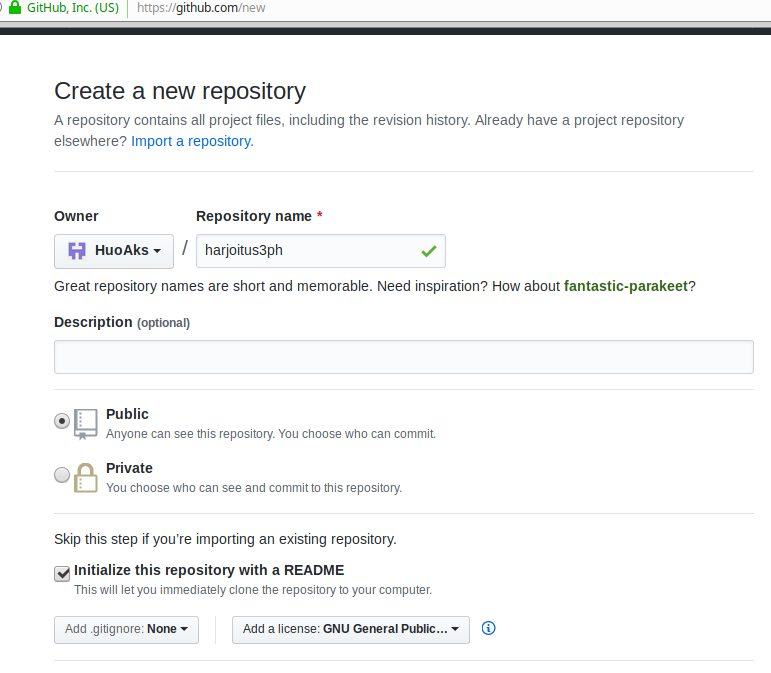 GitHub, Inc. (US) https://github.com/new
Create a new repository
A repository contains all project files, including the revision history. Already have a project repository
elsewhere? Import a repository.
Owner Repository name *
HuoAks / harjoitus3ph
Great repository names are short and memorable. Need inspiration? How about fantastic-parakeet?
Description (optional)
Public
Anyone can see this repository. You choose who can commit.
Private
You choose who can see and commit to this repository.
Skip this step if you’re importing an existing repository.
Initialize this repository with a README
This will let you immediately clone the repository to your computer.
Add .gitignore: None Add a license: GNU General Public...